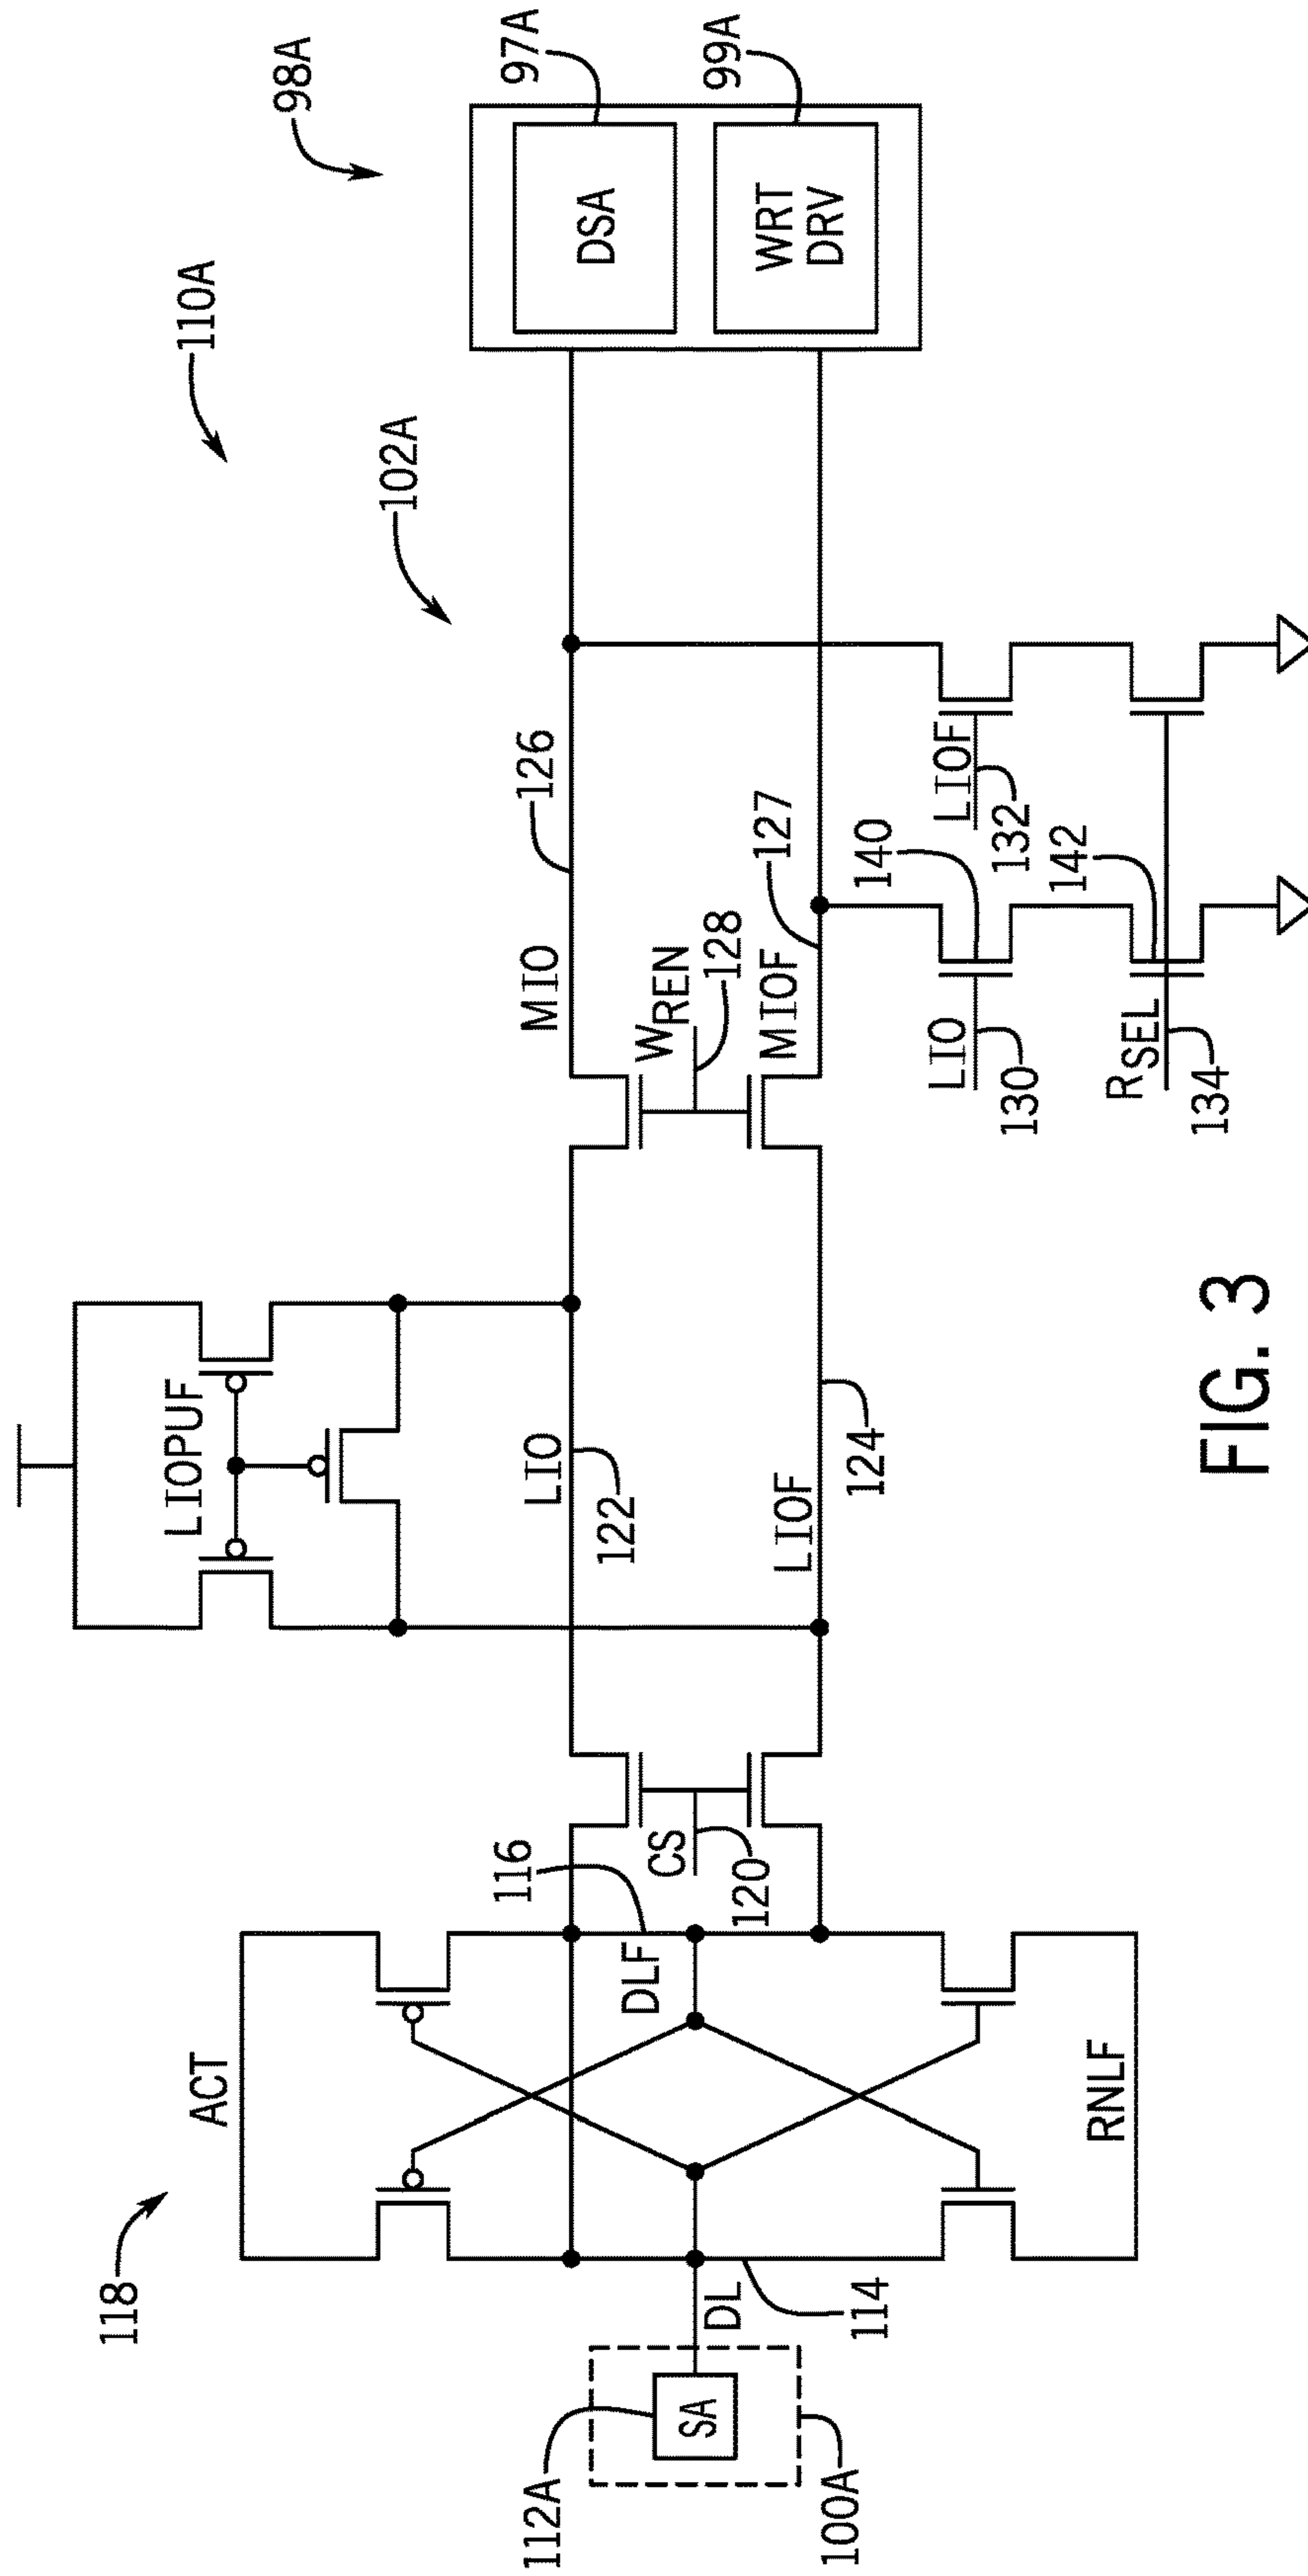 118
ACT
LIOPUF
110A
98A
102A
112A
116
LIO
MIO
126
97A
122
DSA
DLF
CS
WREN
SA
DL
120
128
99A
LIOF
MIOF
127
WRT
DRV
100A
114
124
140
LIO
LIOF
130
132
142
RNLF
RSEL
134
FIG. 3